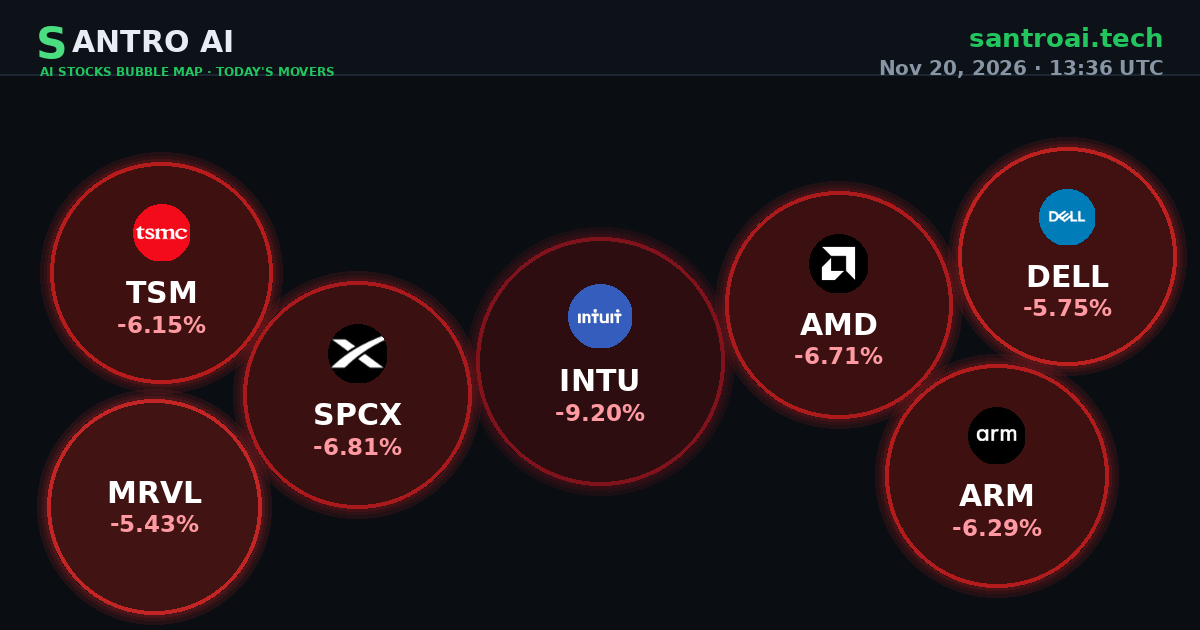 S ANTRO AI
AI STOCKS BUBBLE MAP · TODAY'S MOVERS
santroai.tech
Nov 20, 2026 · 13:36 UTC
tsmc
TSM
-6.15%
MRVL
-5.43%
SPCX
-6.81%
intuit
INTU
-9.20%
AMD
-6.71%
DELL
DELL
-5.75%
arm
ARM
-6.29%